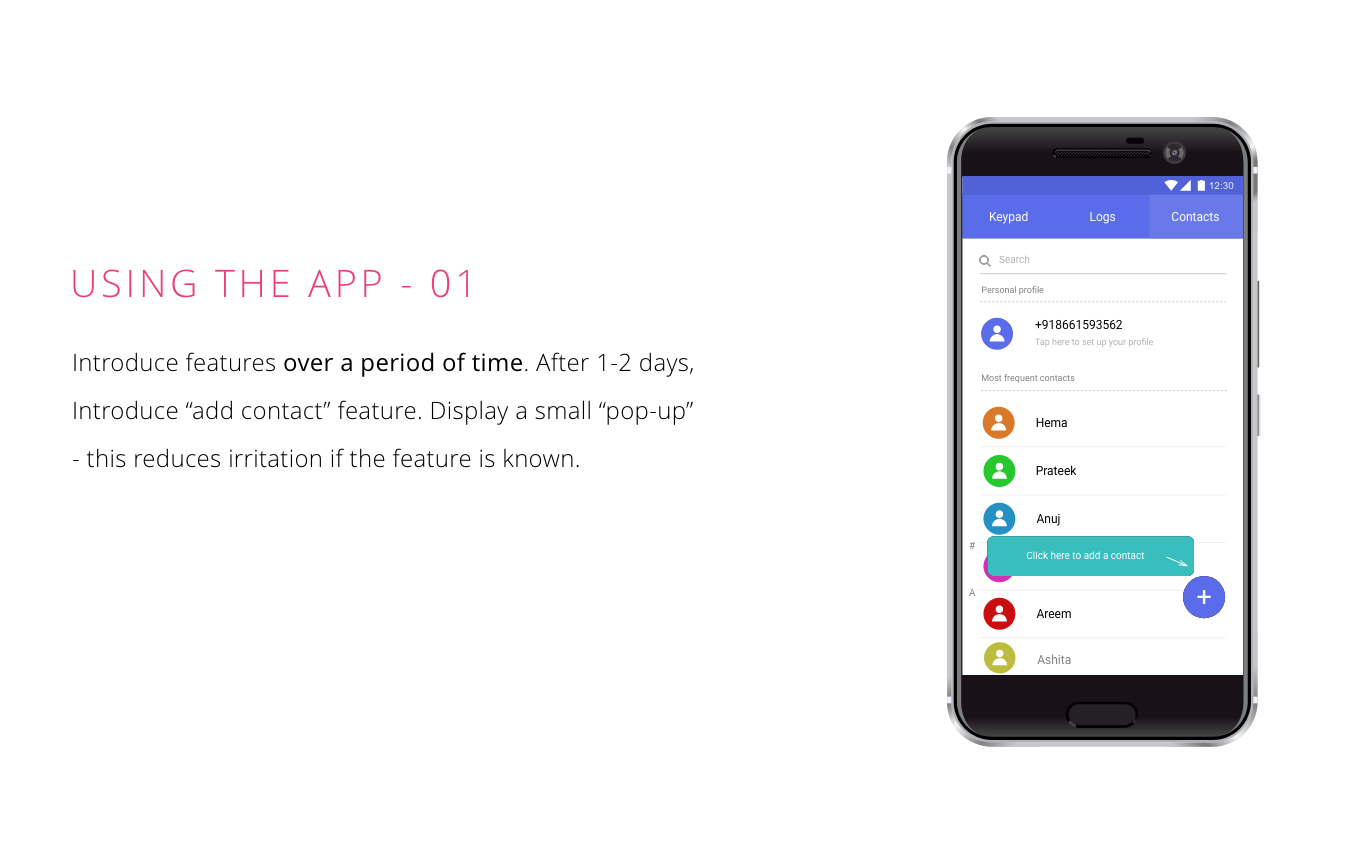 USING THE APP - 01
Introduce features over a period of time. After 1-2 days,
Introduce “add contact” feature. Display a small “pop-up”
- this reduces irritation if the feature is known.
12:30
Keypad Logs Contacts
Search
Personal profile
+918661593562
Tap here to set up your profile
Most frequent contacts
Hema
Prateek
Anuj
#
Click here to add a contact
+
A
Areem
Ashita